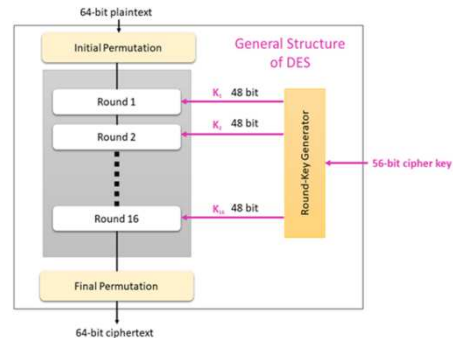 64-bit plaintext
Initial Permutation
General Structure
of DES
Round 1
K₁ 48 bit
Round 2
K₂ 48 bit
Round-Key Generator
56-bit cipher key
Round 16
K₁₆ 48 bit
Final Permutation
64-bit ciphertext